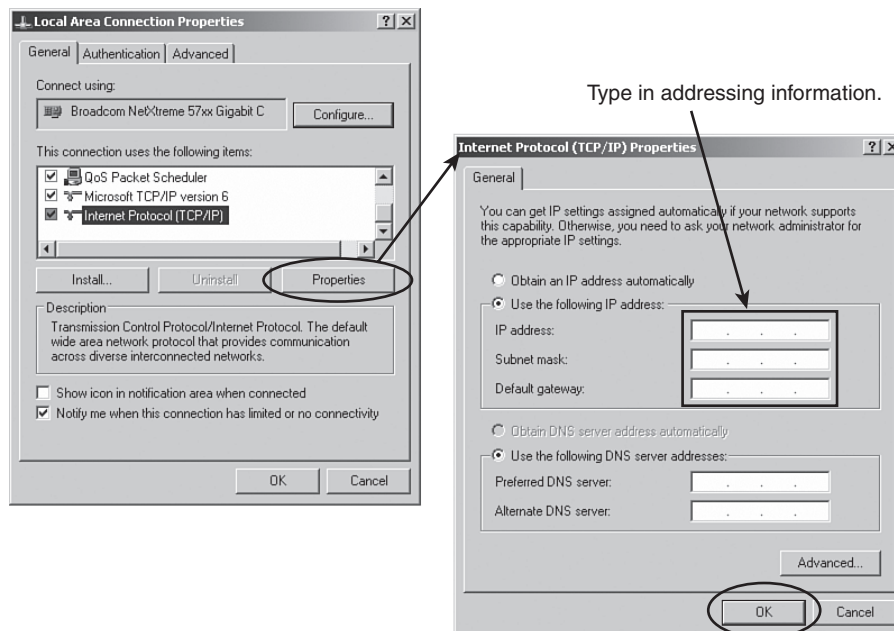 Local Area Connection Properties
General
Authentication
Advanced
Connect using:
Broadcom NetXtreme 57xx Gigabit C
Configure...
This connection uses the following items:
QoS Packet Scheduler
Microsoft TCP/IP version 6
Internet Protocol (TCP/IP)
Install...
Uninstall
Properties
Description
Transmission Control Protocol/Internet Protocol. The default
wide area network protocol that provides communication
across diverse interconnected networks.
Show icon in notification area when connected
Notify me when this connection has limited or no connectivity
OK
Cancel
Type in addressing information.
Internet Protocol (TCP/IP) Properties
General
You can get IP settings assigned automatically if your network supports
this capability. Otherwise, you need to ask your network administrator for
the appropriate IP settings.
Obtain an IP address automatically
Use the following IP address:
IP address:
Subnet mask:
Default gateway:
Obtain DNS server address automatically
Use the following DNS server addresses:
Preferred DNS server:
Alternate DNS server:
Advanced...
OK
Cancel